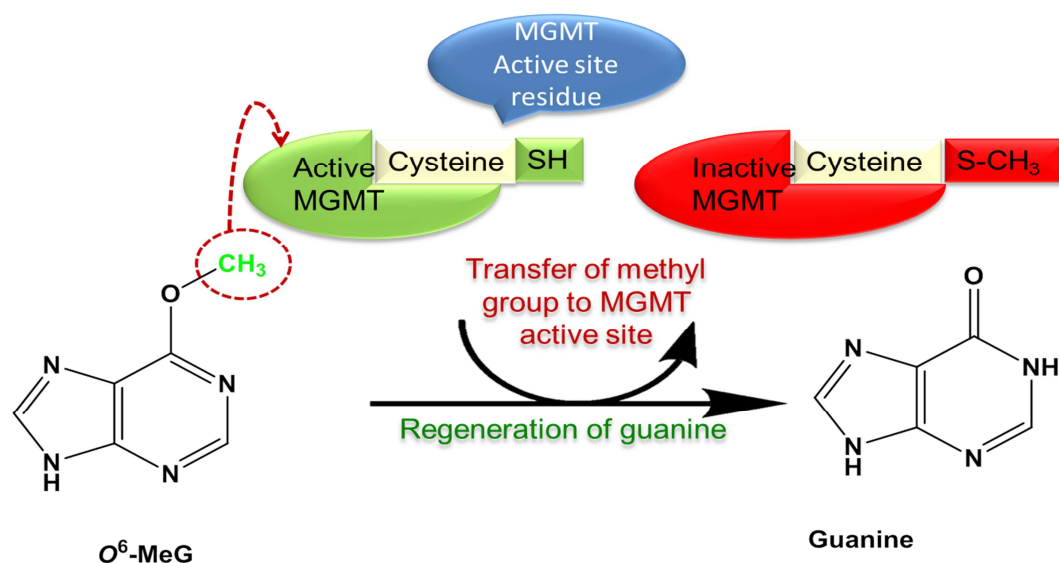 MGMT
Active site
residue
Active
MGMT
Cysteine
SH
Inactive
MGMT
Cysteine
S-CH₃
CH₃
O
N
N
N
H
N
O⁶-MeG
Transfer of methyl
group to MGMT
active site
Regeneration of guanine
O
N
NH
N
H
N
Guanine